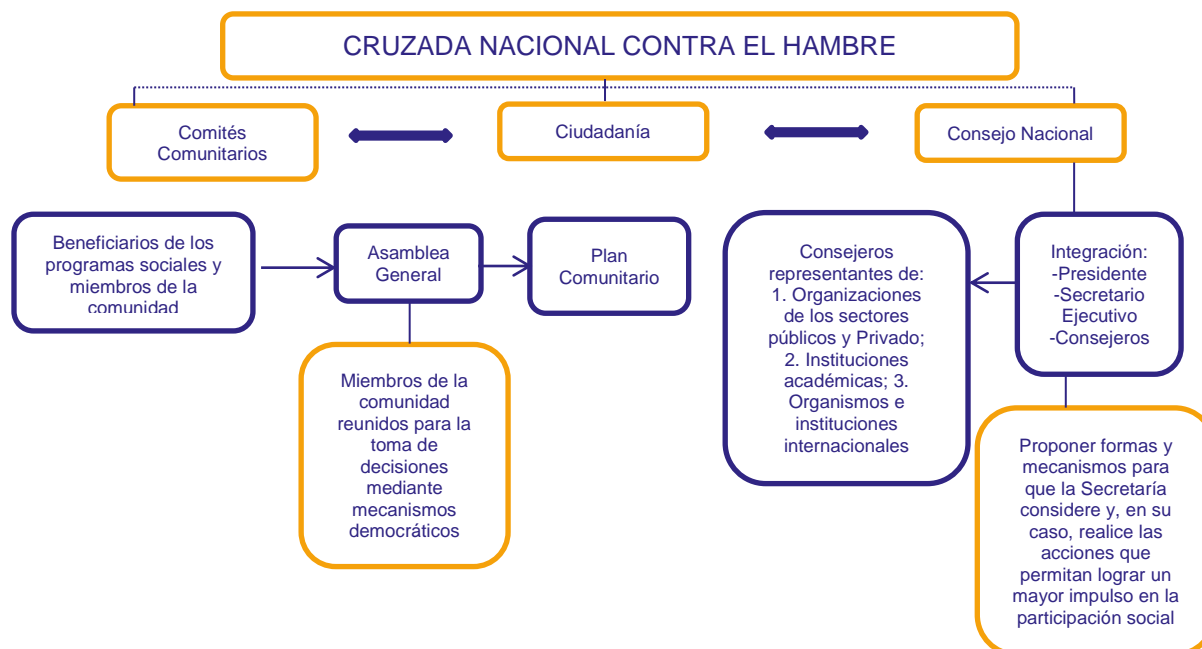 CRUZADA NACIONAL CONTRA EL HAMBRE
Comités
Comunitarios
Ciudadanía
Consejo Nacional
Beneficiarios de los
programas sociales y
miembros de la
comunidad
Asamblea
General
Plan
Comunitario
Consejeros
representantes de:
1. Organizaciones
de los sectores
públicos y Privado;
2. Instituciones
académicas; 3.
Organismos e
instituciones
internacionales
Integración:
-Presidente
-Secretario
Ejecutivo
-Consejeros
Miembros de la
comunidad
reunidos para la
toma de
decisiones
mediante
mecanismos
democráticos
Proponer formas y
mecanismos para
que la Secretaría
considere y, en su
caso, realice las
acciones que
permitan lograr un
mayor impulso en la
participación social